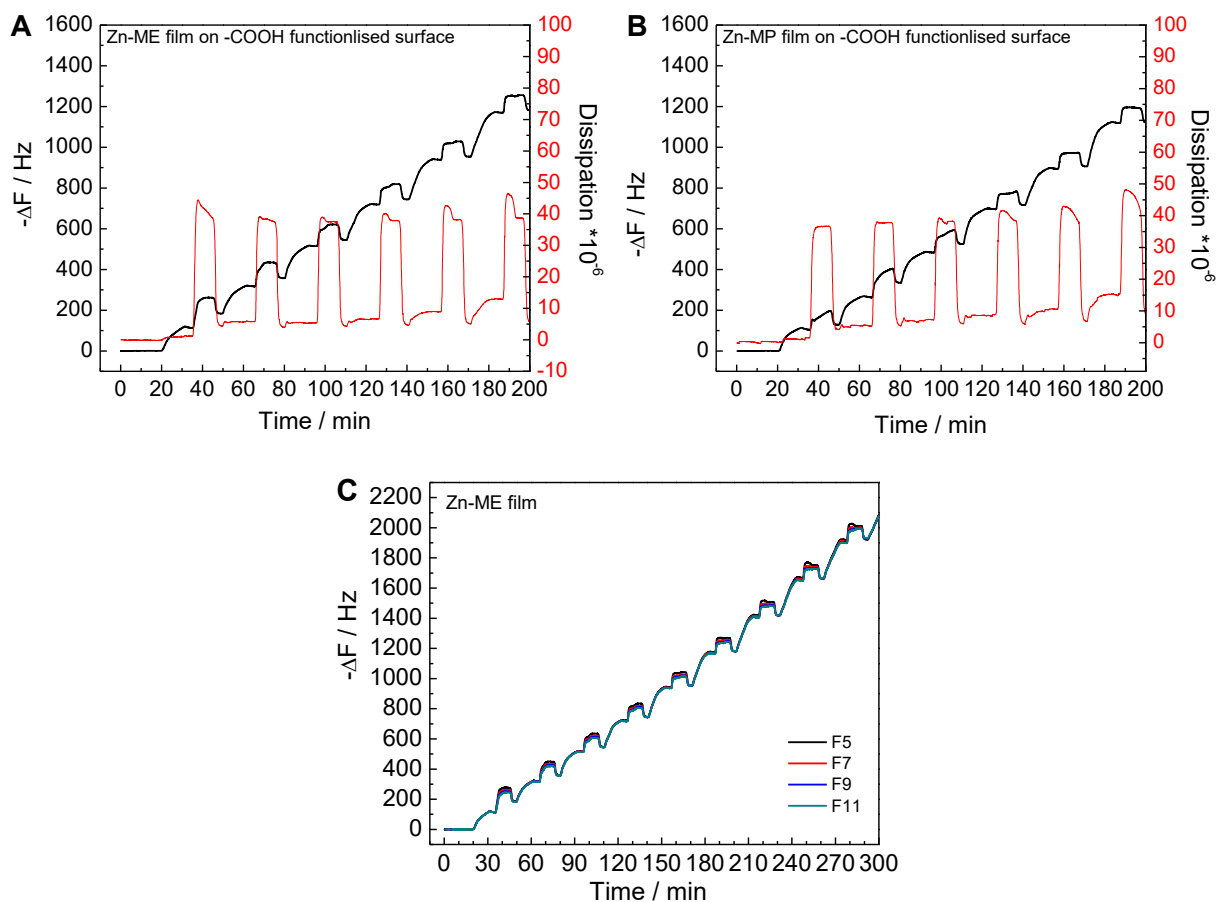 A
Zn-ME film on -COOH functionlised surface
1600
1400
1200
1000
800
600
400
200
0
-ΔF / Hz
100
90
80
70
60
50
40
30
20
10
0
-10
Dissipation *10⁻⁶
0 20 40 60 80 100 120 140 160 180 200
Time / min
B
Zn-MP film on -COOH functionlised surface
1600
1400
1200
1000
800
600
400
200
0
-ΔF / Hz
100
90
80
70
60
50
40
30
20
10
0
Dissipation *10⁻⁶
0 20 40 60 80 100 120 140 160 180 200
Time / min
C
Zn-ME film
2200
2000
1800
1600
1400
1200
1000
800
600
400
200
0
-ΔF / Hz
F5
F7
F9
F11
0 30 60 90 120 150 180 210 240 270 300
Time / min